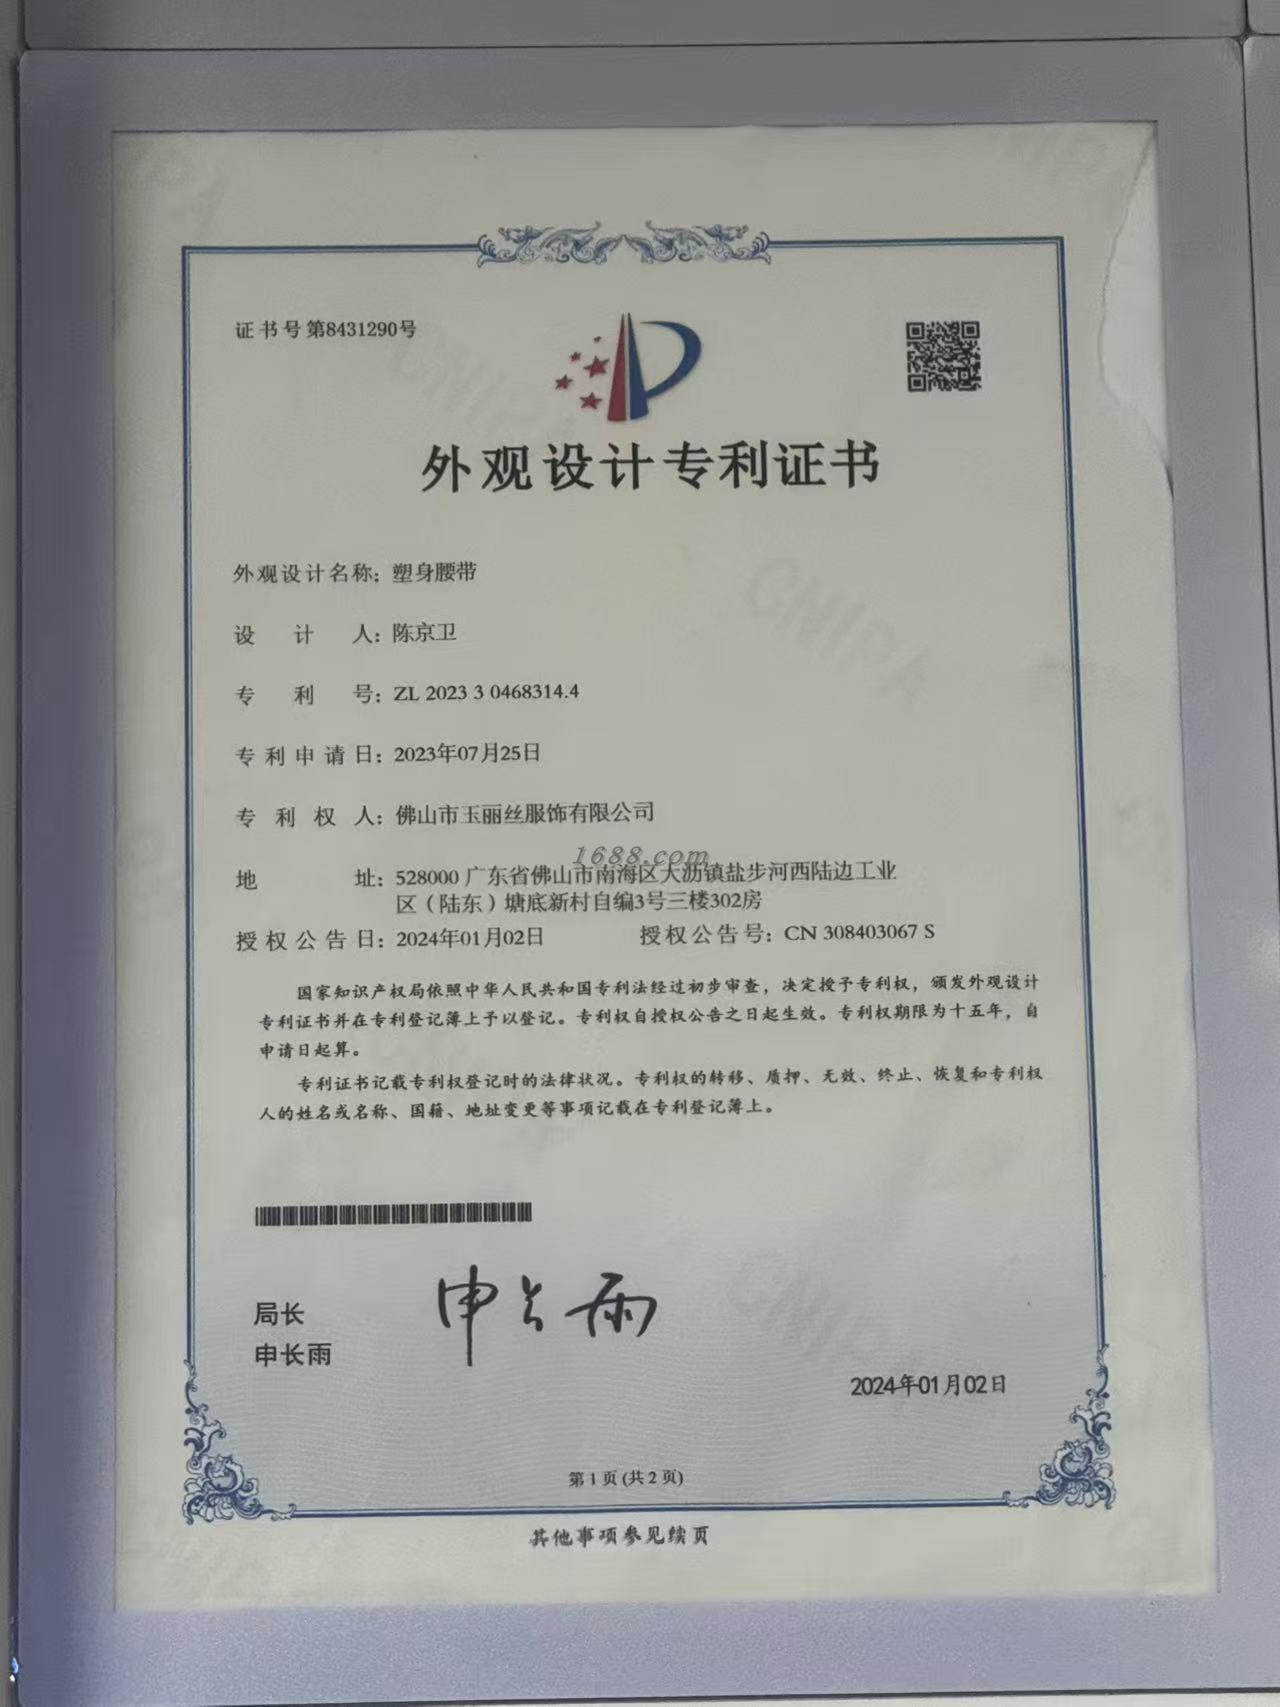 证书号第8431290号
外观设计专利证书
外观设计名称：塑身腰带
设计人：陈京卫
专利号：ZL 2023 3 0468314.4
专利申请日：2023年07月25日
专利权人：佛山市玉丽丝服饰有限公司
1688.com
地址：528000 广东省佛山市南海区大沥镇盐步河西陆边工业
区（陆东）塘底新村自编3号三楼302房
授权公告日：2024年01月02日 授权公告号：CN 308403067 S
国家知识产权局依照中华人民共和国专利法经过初步审查，决定授予专利权，颁发外观设计
专利证书并在专利登记簿上予以登记。专利权自授权公告之日起生效。专利权期限为十五年，自
申请日起算。
专利证书记载专利权登记时的法律状况。专利权的转移、质押、无效、终止、恢复和专利权
人的姓名或名称、国籍、地址变更等事项记载在专利登记簿上。
局长
申长雨
申长雨
2024年01月02日
第1页(共2页)
其他事项参见续页
CNIPA
CNIPA
CNIPA